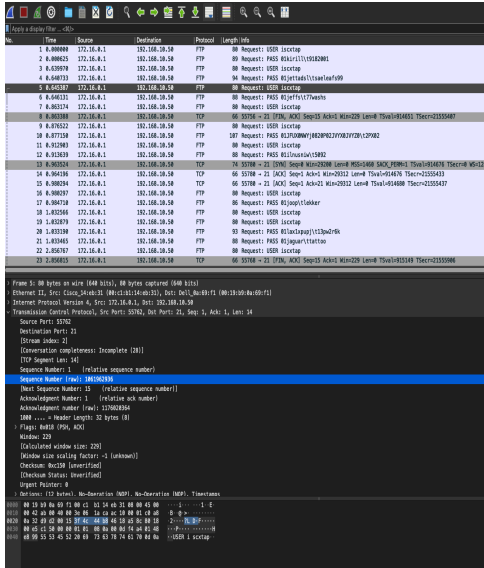 Apply a display filter ... <⌘/>
No. Time Source Destination Protocol Length Info
1 0.000000 172.16.0.1 192.168.10.50 FTP 80 Request: USER iscxtap
2 0.000625 172.16.0.1 192.168.10.50 FTP 89 Request: PASS 01kirill\t9182001
3 0.639970 172.16.0.1 192.168.10.50 FTP 80 Request: USER iscxtap
4 0.640733 172.16.0.1 192.168.10.50 FTP 94 Request: PASS 01jettadsl\tsaeleafs99
5 0.645387 172.16.0.1 192.168.10.50 FTP 80 Request: USER iscxtap
6 0.646131 172.16.0.1 192.168.10.50 FTP 88 Request: PASS 01jeffs\t77washs
7 0.863174 172.16.0.1 192.168.10.50 FTP 80 Request: USER iscxtap
8 0.863388 172.16.0.1 192.168.10.50 TCP 66 55756 → 21 [FIN, ACK] Seq=15 Ack=1 Win=229 Len=0 TSval=914651 TSecr=21555407
9 0.876522 172.16.0.1 192.168.10.50 FTP 80 Request: USER iscxtap
10 0.877150 172.16.0.1 192.168.10.50 FTP 107 Request: PASS
11 0.912903 172.16.0.1 192.168.10.50 FTP 80 Request: USER iscxtap
12 0.913639 172.16.0.1 192.168.10.50 FTP 88 Request: PASS 01ilnusniw\t5092
13 0.963524 172.16.0.1 192.168.10.50 TCP 74 55780 → 21 [SYN] Seq=0 Win=29200 Len=0 MSS=1460 SACK_PERM=1 TSval=914676 TSecr=0 WS=12
14 0.964196 172.16.0.1 192.168.10.50 TCP 66 55780 → 21 [ACK] Seq=1 Ack=1 Win=29312 Len=0 TSval=914676 TSecr=21555433
15 0.980294 172.16.0.1 192.168.10.50 TCP 66 55780 → 21 [ACK] Seq=1 Ack=21 Win=29312 Len=0 TSval=914680 TSecr=21555437
16 0.980297 172.16.0.1 192.168.10.50 FTP 80 Request: USER iscxtap
17 0.984710 172.16.0.1 192.168.10.50 FTP 86 Request: PASS 01joop\tlekker
18 1.032566 172.16.0.1 192.168.10.50 FTP 80 Request: USER iscxtap
19 1.032879 172.16.0.1 192.168.10.50 FTP 80 Request: USER iscxtap
20 1.033190 172.16.0.1 192.168.10.50 FTP 93 Request: PASS 01lax1xpupj\t13pw2r6k
21 1.033465 172.16.0.1 192.168.10.50 FTP 88 Request: PASS 01jaguar\ttattoo
22 2.856767 172.16.0.1 192.168.10.50 FTP 80 Request: USER iscxtap
23 2.856815 172.16.0.1 192.168.10.50 TCP 66 55760 → 21 [FIN, ACK] Seq=15 Ack=1 Win=229 Len=0 TSval=915149 TSecr=21555906
Frame 5: 80 bytes on wire (640 bits), 80 bytes captured (640 bits)
Ethernet II, Src: Cisco_14:eb:31 (00:c1:b1:14:eb:31), Dst: Dell_0a:69:f1 (00:19:b9:0a:69:f1)
Internet Protocol Version 4, Src: 172.16.0.1, Dst: 192.168.10.50
Transmission Control Protocol, Src Port: 55762, Dst Port: 21, Seq: 1, Ack: 1, Len: 14
Source Port: 55762
Destination Port: 21
[Stream index: 2]
[Conversation completeness: Incomplete (28)]
[TCP Segment Len: 14]
Sequence Number: 1 (relative sequence number)
Sequence Number (raw): 1061962936
[Next Sequence Number: 15 (relative sequence number)]
Acknowledgment Number: 1 (relative ack number)
Acknowledgment number (raw): 1176020364
1000 .... = Header Length: 32 bytes (8)
Flags: 0x018 (PSH, ACK)
Window: 229
[Calculated window size: 229]
[Window size scaling factor: -1 (unknown)]
Checksum: 0xc150 [unverified]
[Checksum Status: Unverified]
Urgent Pointer: 0
Options: (12 bytes), No-Operation (NOP), No-Operation (NOP), Timestamps
0000 00 19 b9 0a 69 f1 00 c1 b1 14 eb 31 08 00 45 00
0010 00 42 ab 00 40 00 3e 06 1a ca ac 10 00 01 c0 a8
0020 0a 32 d9 d2 00 15 3f 4c 44 b8 46 18 a5 8c 80 18
0030 00 e5 c1 50 00 00 01 01 08 0a 00 0d f4 a4 01 48
0040 e8 99 55 53 45 52 20 69 73 63 78 74 61 70 0d 0a ··USER i scxtap··